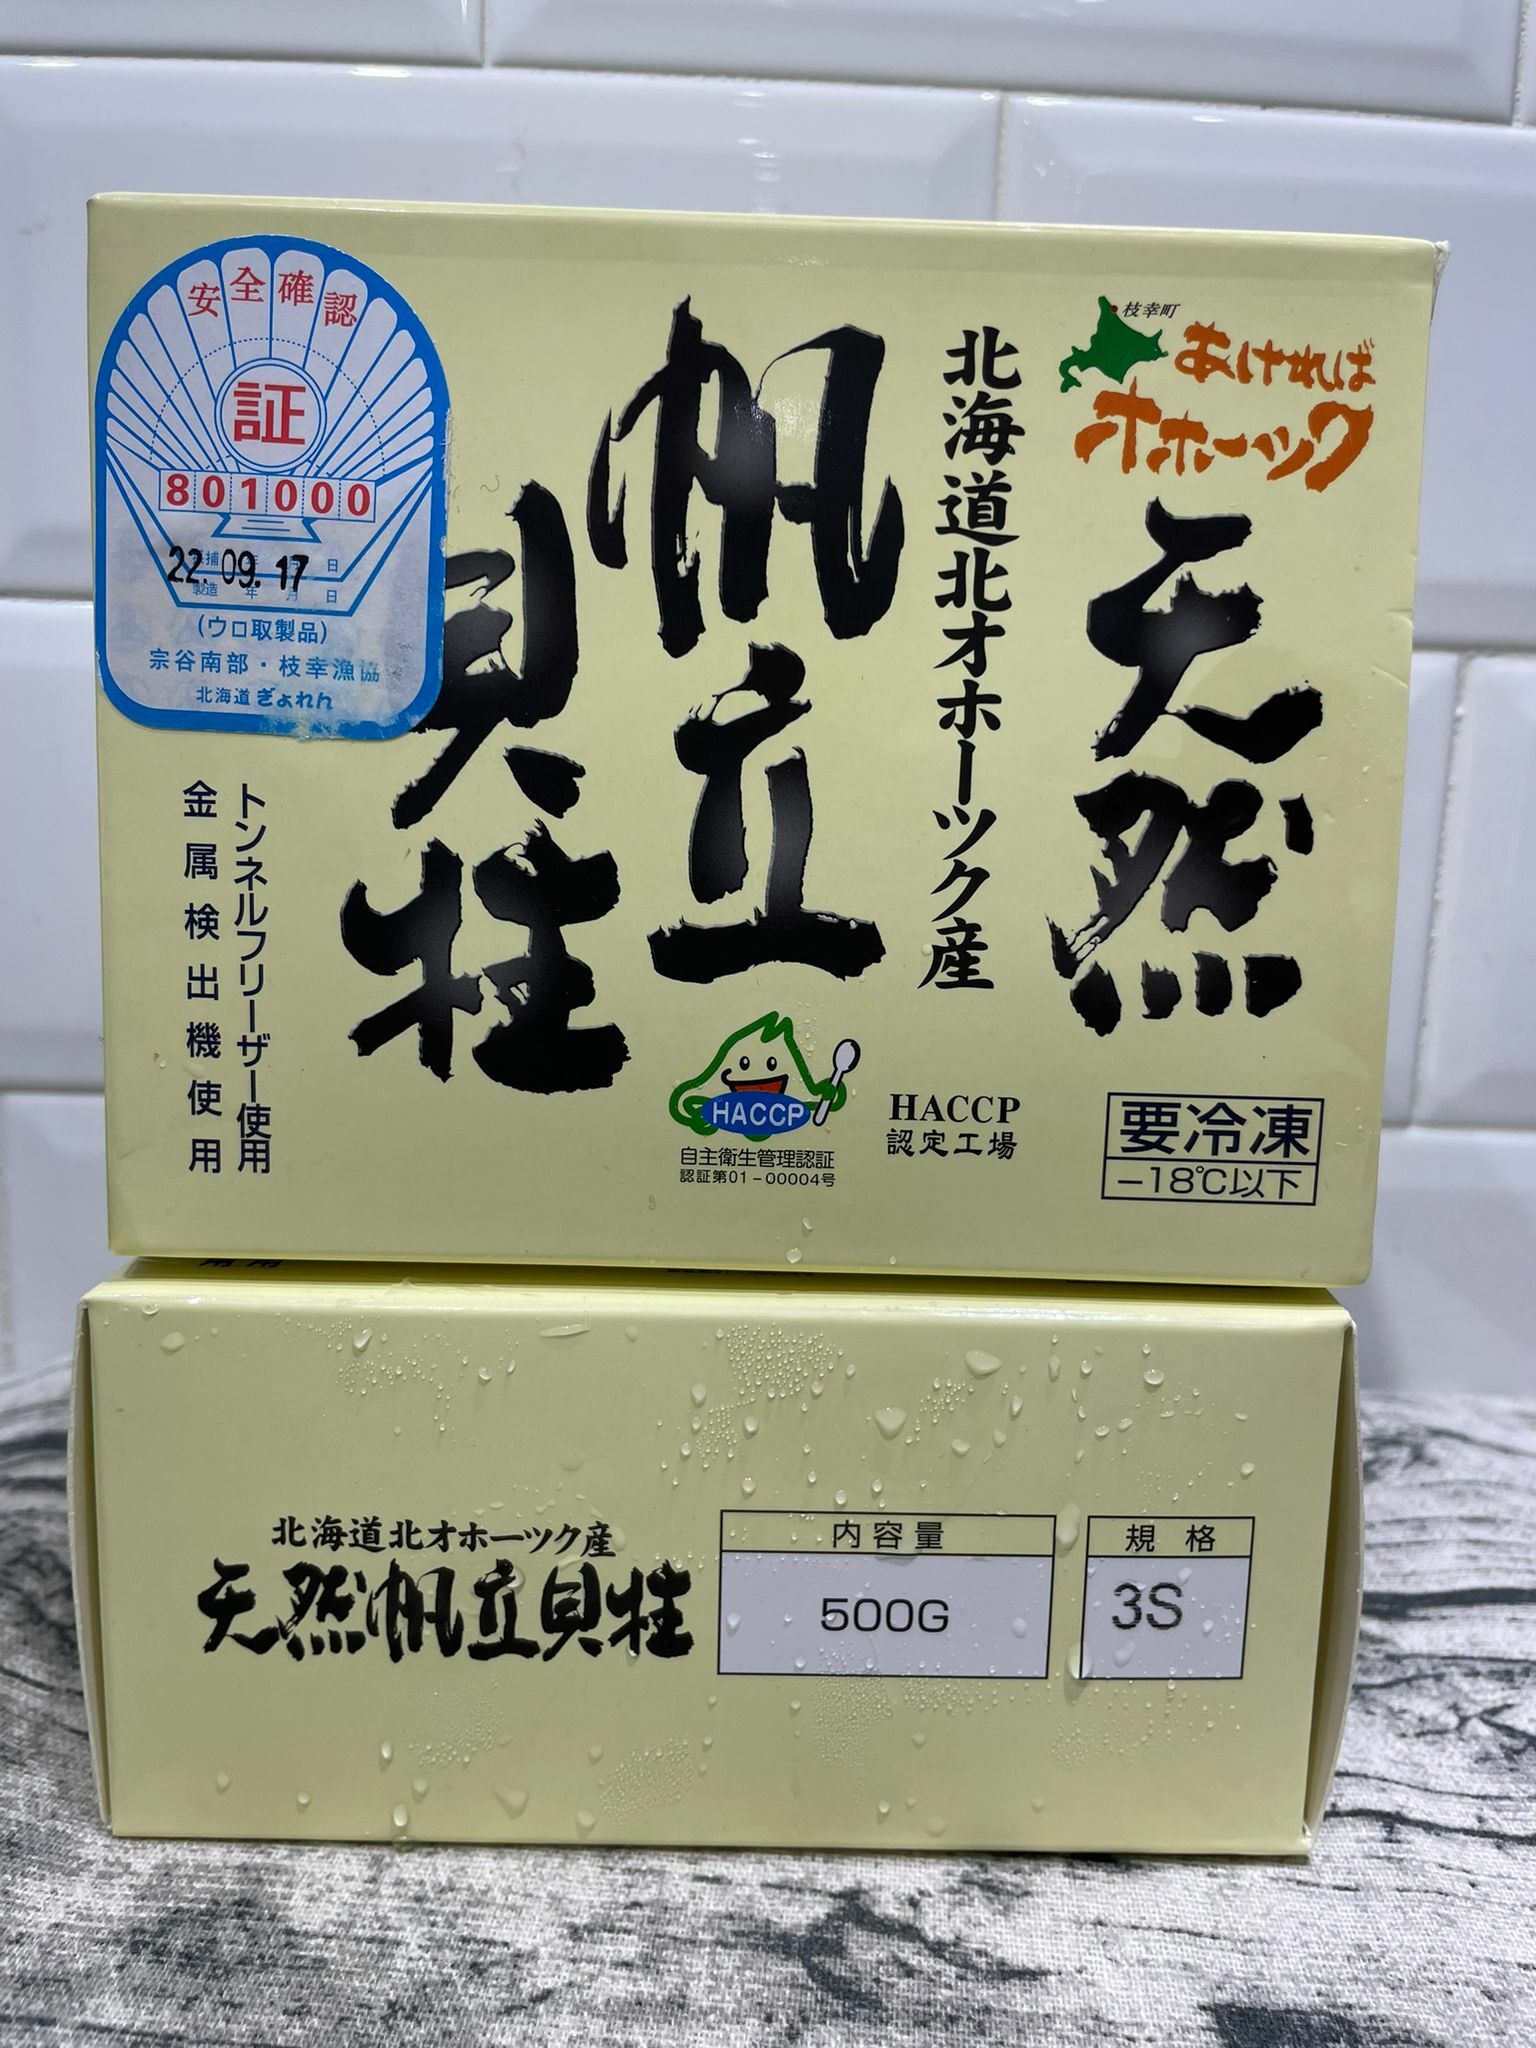 枝幸町
あければ
オホーツク
天然
北海道北オホーツク産
帆立
貝柱
安全確認
証
801000
22.09.17
製造 年 月 日
(ウロ取製品)
宗谷南部・枝幸漁協
北海道ぎょれん
トンネルフリーザー使用
金属検出機使用
HACCP
自主衛生管理認証
認証第01-00004号
HACCP
認定工場
要冷凍
-18℃以下
北海道北オホーツク産
天然帆立貝柱
内容量
500G
規格
3S